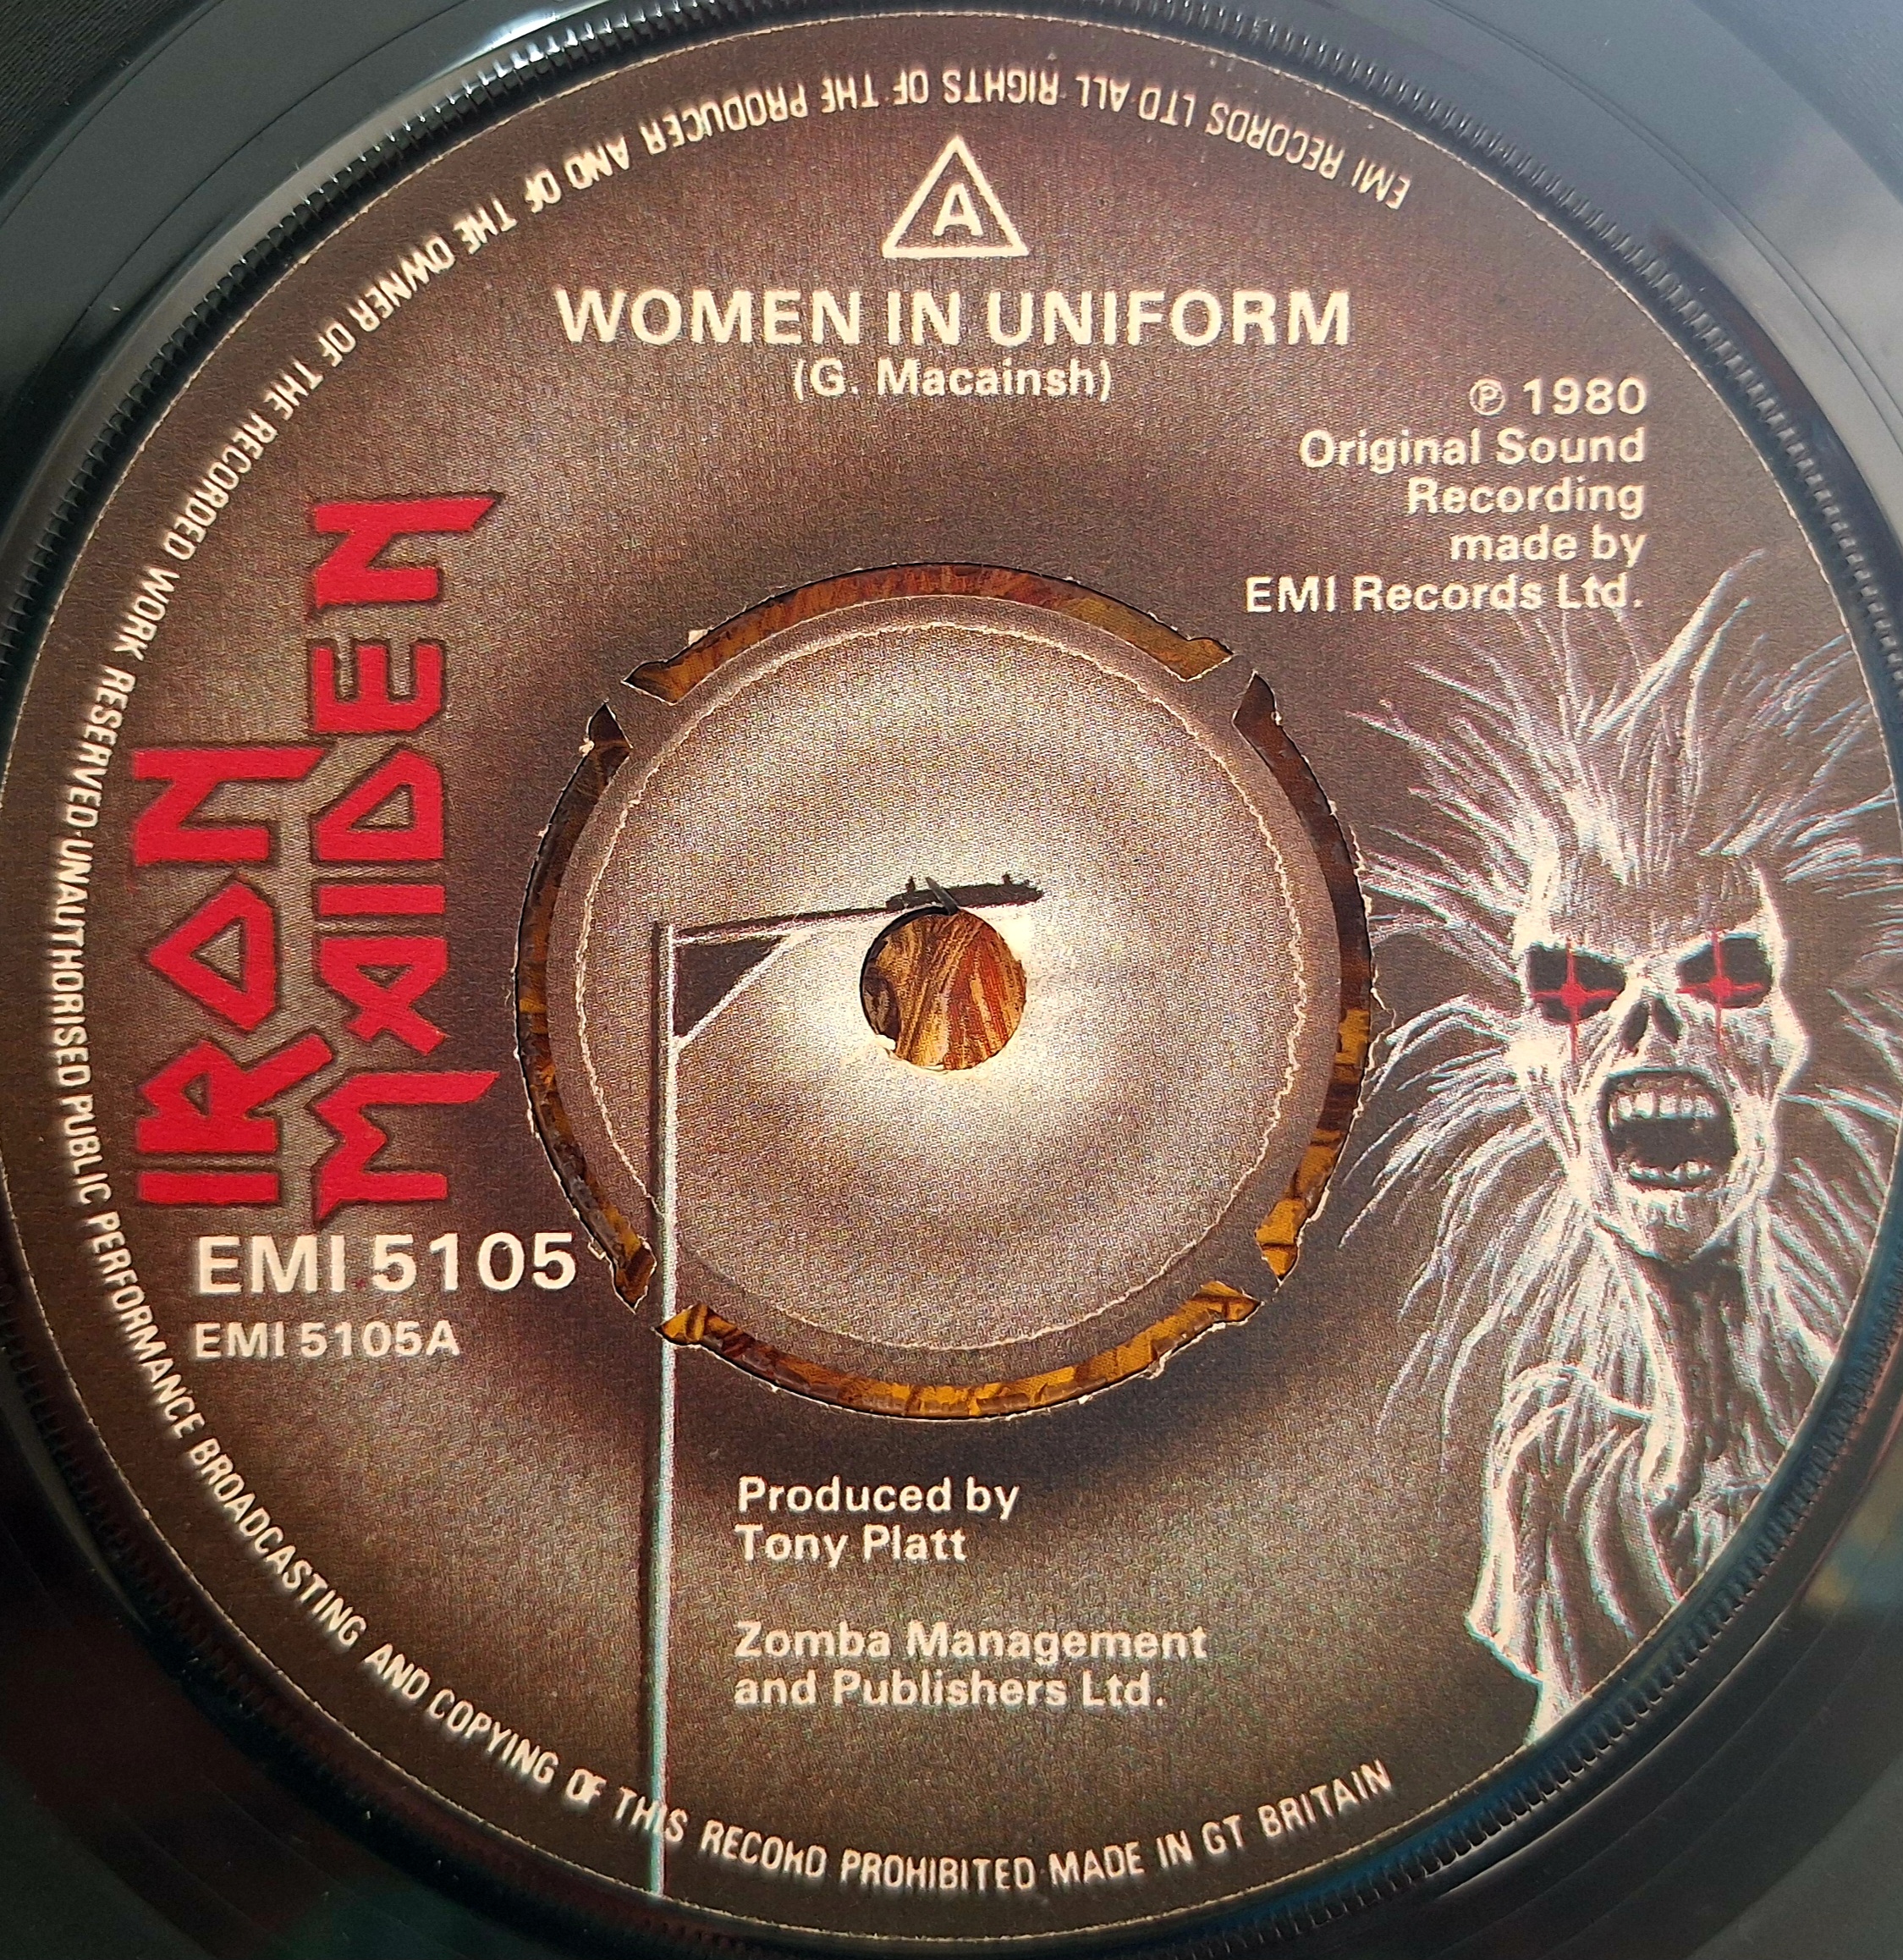 EMI RECORDS LTD ALL RIGHTS OF THE PRODUCER AND OF THE OWNER OF THE RECORDED WORK RESERVED·UNAUTHORISED PUBLIC PERFORMANCE BROADCASTING AND COPYING OF THIS RECORD PROHIBITED·MADE IN GT BRITAIN
A
WOMEN IN UNIFORM
(G. Macainsh)
℗ 1980
Original Sound
Recording
made by
EMI Records Ltd.
IRON
MAIDEN
EMI 5105
EMI 5105A
Produced by
Tony Platt
Zomba Management
and Publishers Ltd.